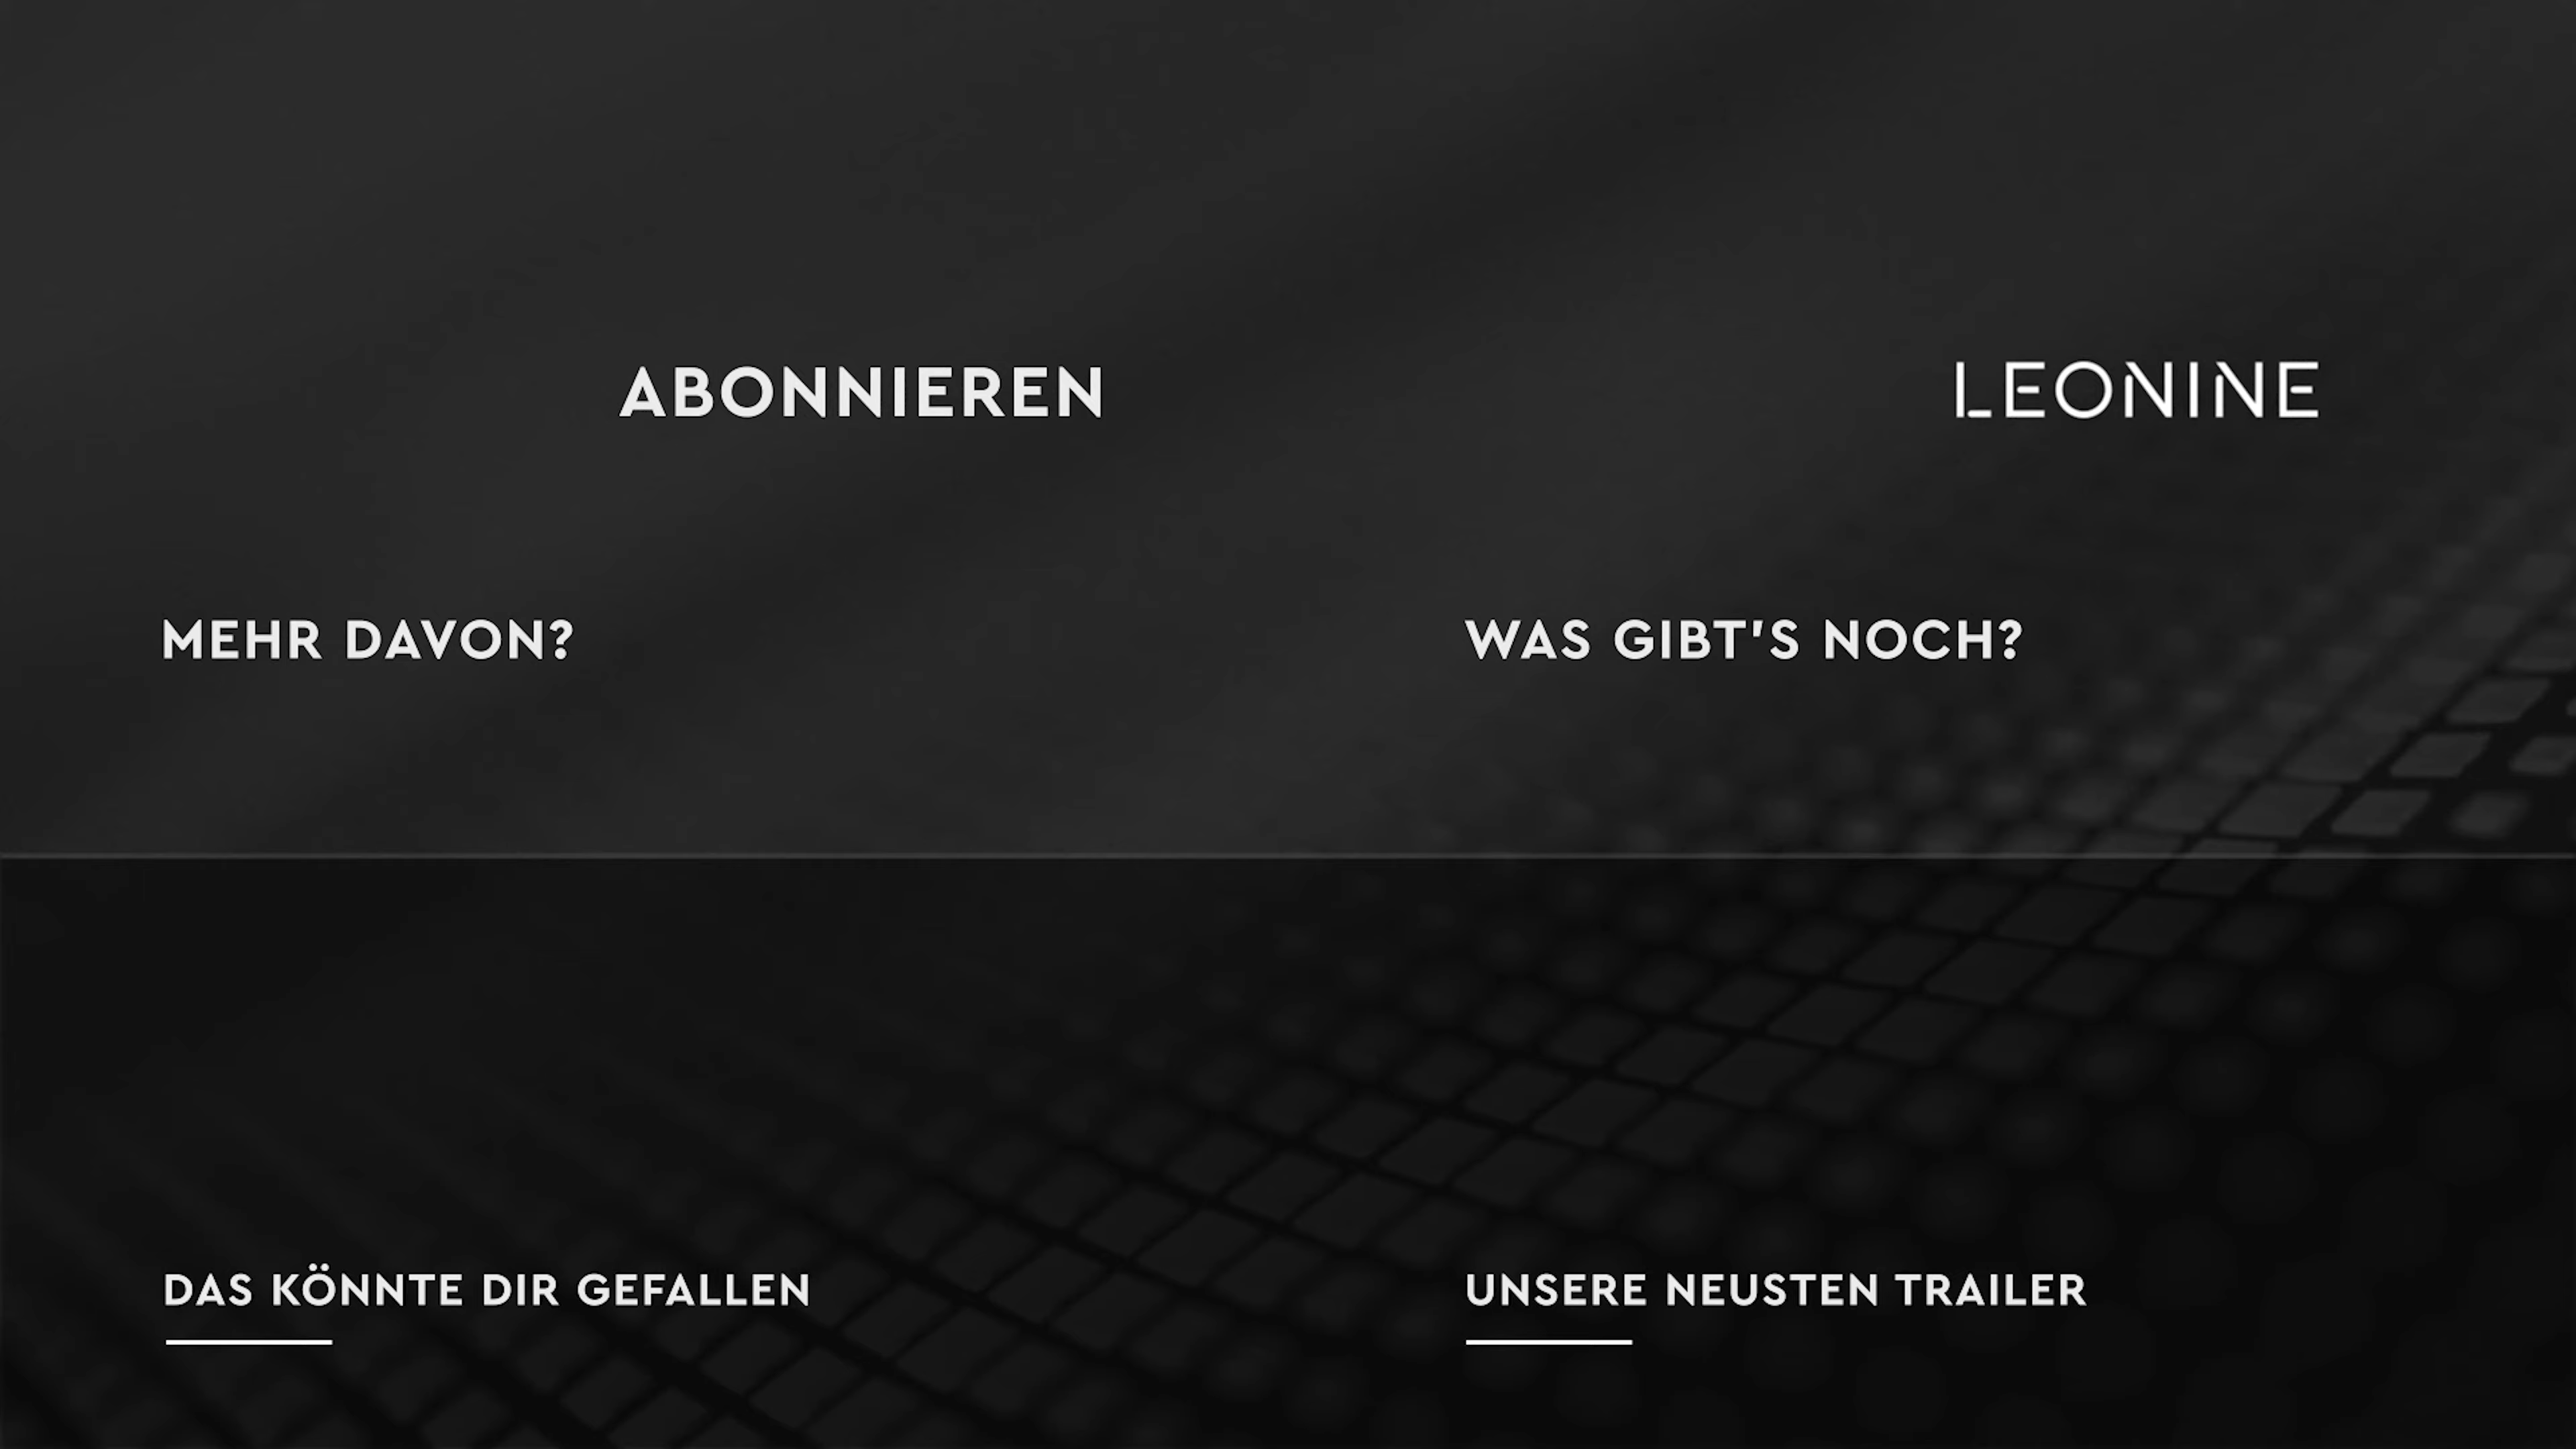 ABONNIEREN
LEONINE
MEHR DAVON?
WAS GIBT'S NOCH?
DAS KÖNNTE DIR GEFALLEN
UNSERE NEUSTEN TRAILER